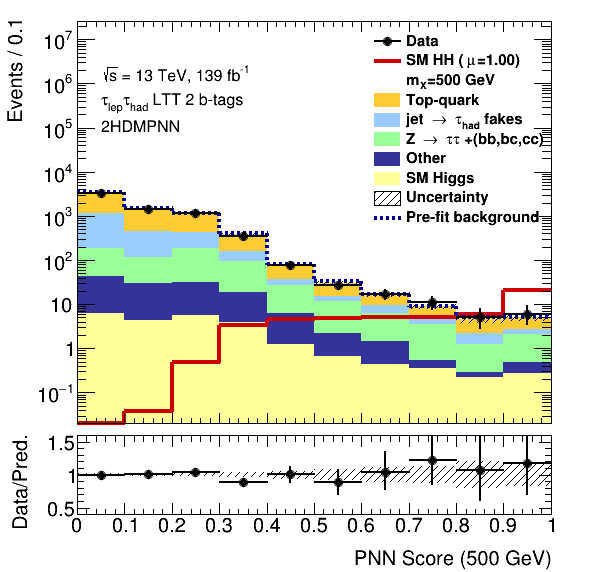 Events / 0.1
10⁷
10⁶
10⁵
10⁴
10³
10²
10
1
10⁻¹
√s = 13 TeV, 139 fb⁻¹
τ_lep τ_had LTT 2 b-tags
2HDMPNN
Data
SM HH ( μ=1.00)
m_X=500 GeV
Top-quark
jet → τ_had fakes
Z → ττ +(bb,bc,cc)
Other
SM Higgs
Uncertainty
Pre-fit background
Data/Pred.
1.5
1
0.5
0 0.1 0.2 0.3 0.4 0.5 0.6 0.7 0.8 0.9 1
PNN Score (500 GeV)